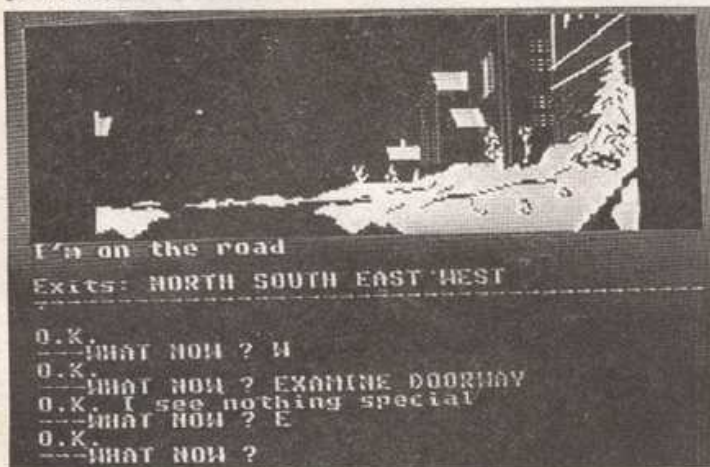 I'm on the road
Exits: NORTH SOUTH EAST WEST
O.K.
---WHAT NOW ? W
O.K.
---WHAT NOW ? EXAMINE DOORWAY
O.K. I see nothing special
---WHAT NOW ? E
O.K.
---WHAT NOW ?